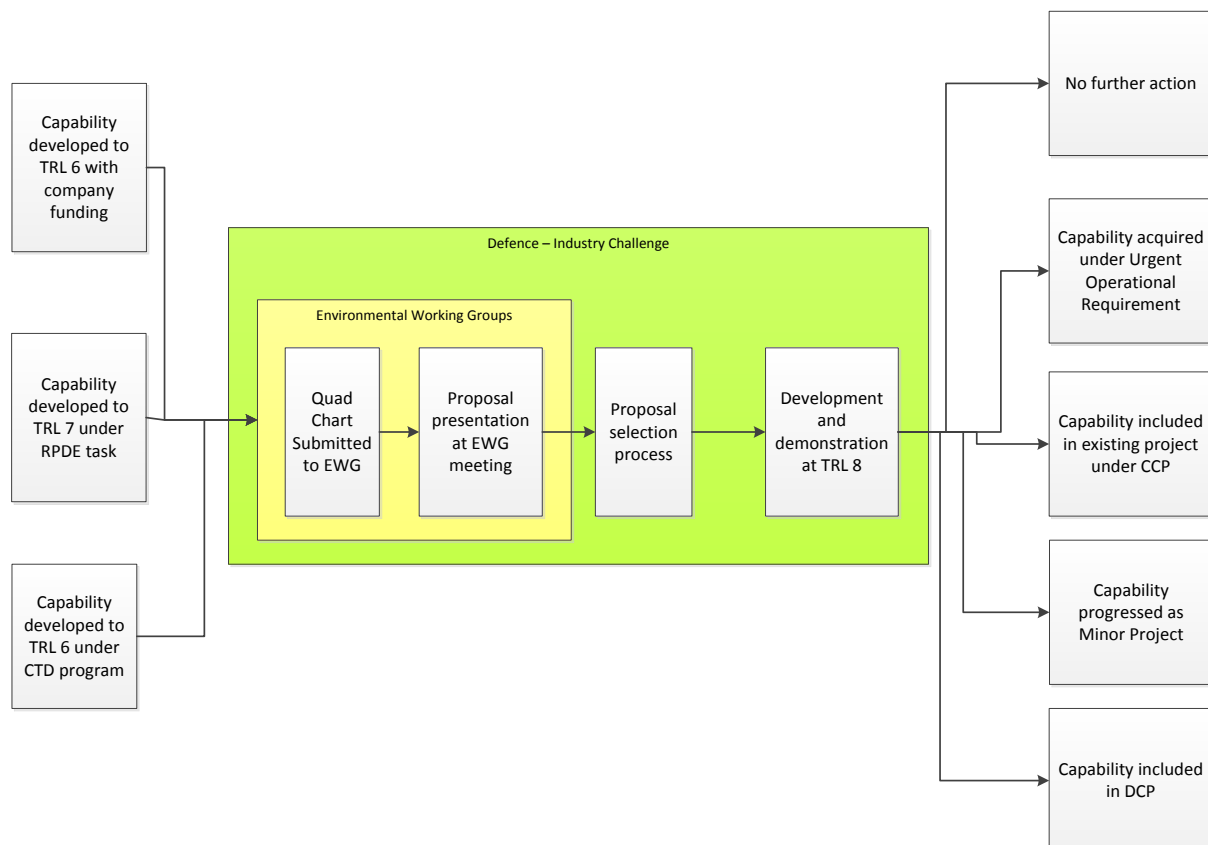 Capability
developed to
TRL 6 with
company
funding
Capability
developed to
TRL 7 under
RPDE task
Capability
developed to
TRL 6 under
CTD program
Defence – Industry Challenge
Environmental Working Groups
Quad
Chart
Submitted
to EWG
Proposal
presentation
at EWG
meeting
Proposal
selection
process
Development
and
demonstration
at TRL 8
No further action
Capability acquired
under Urgent
Operational
Requirement
Capability included
in existing project
under CCP
Capability
progressed as
Minor Project
Capability included
in DCP